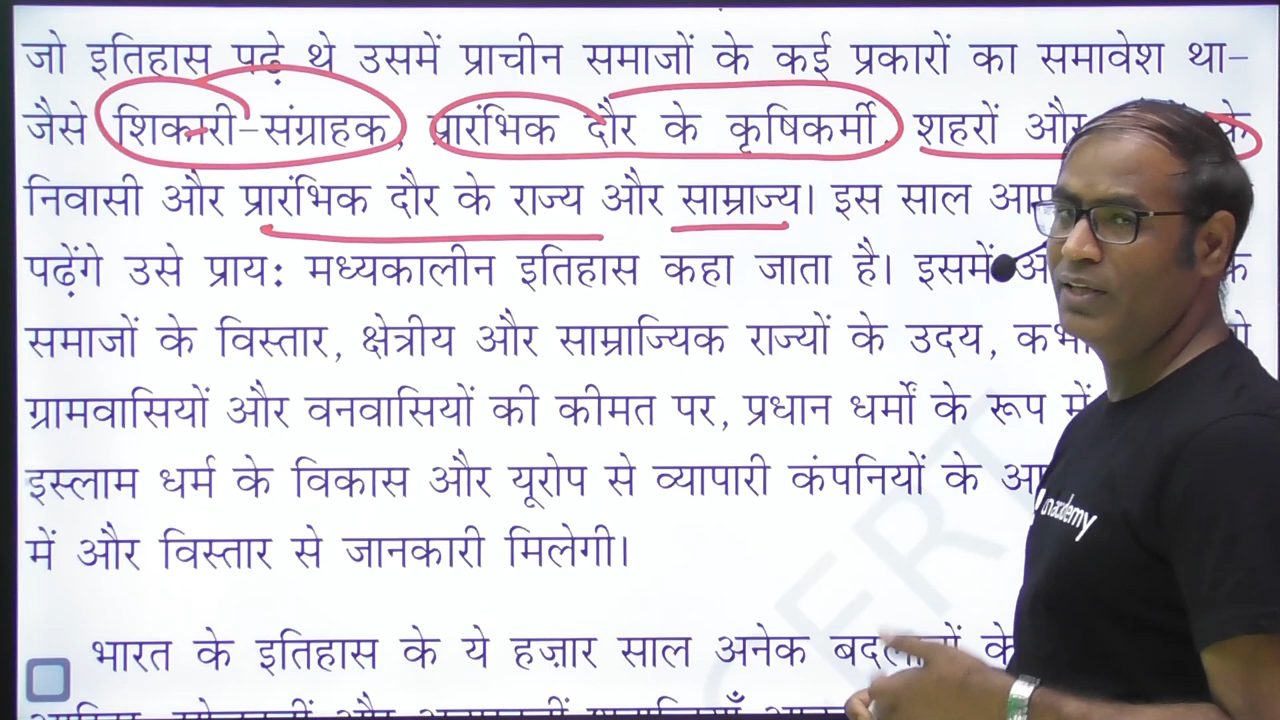 जो इतिहास पढ़े थे उसमें प्राचीन समाजों के कई प्रकारों का समावेश था–
जैसे शिकारी-संग्राहक, प्रारंभिक दौर के कृषिकर्मी, शहरों और के
निवासी और प्रारंभिक दौर के राज्य और साम्राज्य। इस साल आप
पढ़ेंगे उसे प्राय: मध्यकालीन इतिहास कहा जाता है। इसमें
समाजों के विस्तार, क्षेत्रीय और साम्राज्यिक राज्यों के उदय,
ग्रामवासियों और वनवासियों की कीमत पर, प्रधान धर्मों के रूप में
इस्लाम धर्म के विकास और यूरोप से व्यापारी कंपनियों के
में और विस्तार से जानकारी मिलेगी।
भारत के इतिहास के ये हज़ार साल अनेक बदलावों के
unacademy